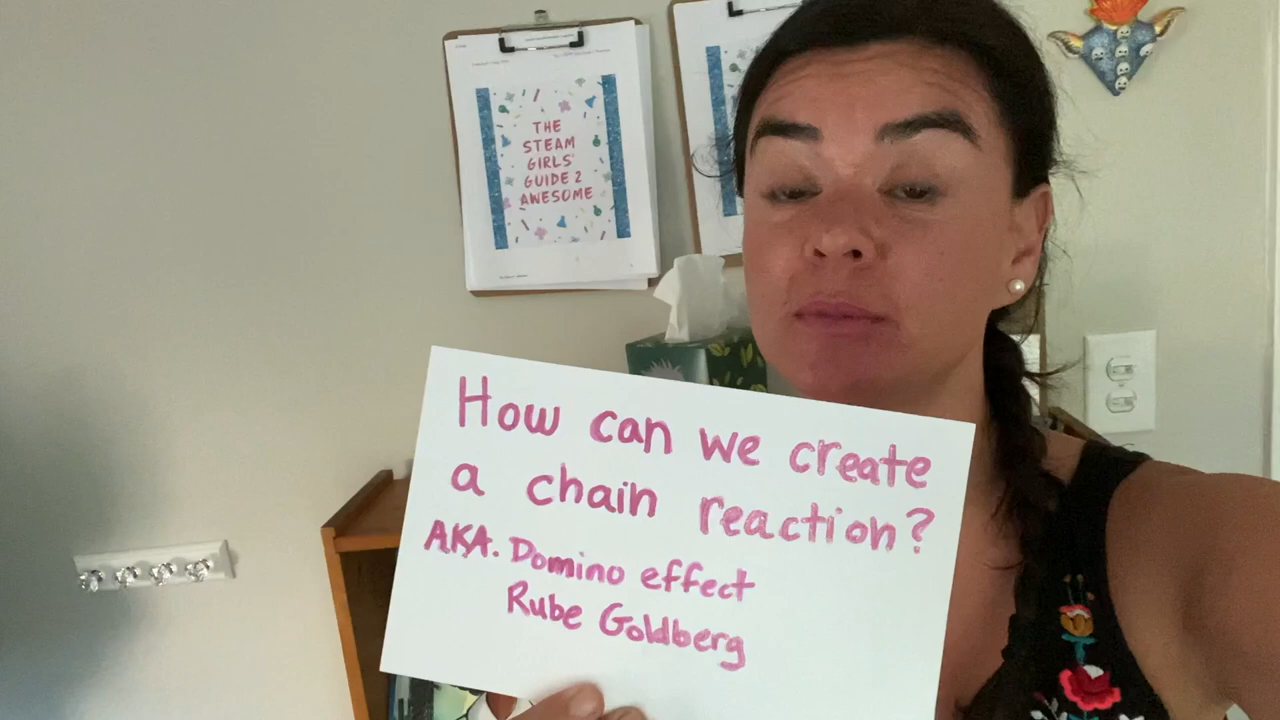 THE
STEAM
GIRLS'
GUIDE 2
AWESOME
How can we create
a chain reaction?
AKA. Domino effect
Rube Goldberg